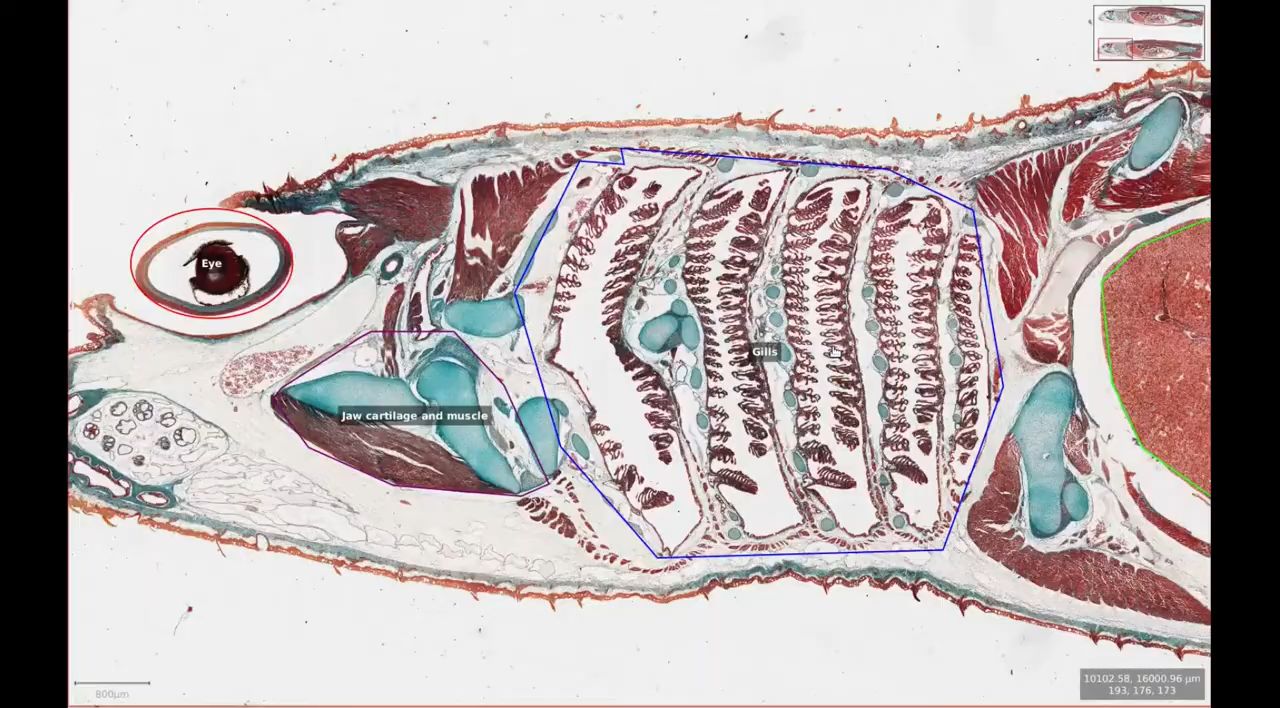 Eye
Gills
Jaw cartilage and muscle
800µm
10102.58, 16000.96 µm
193, 176, 173